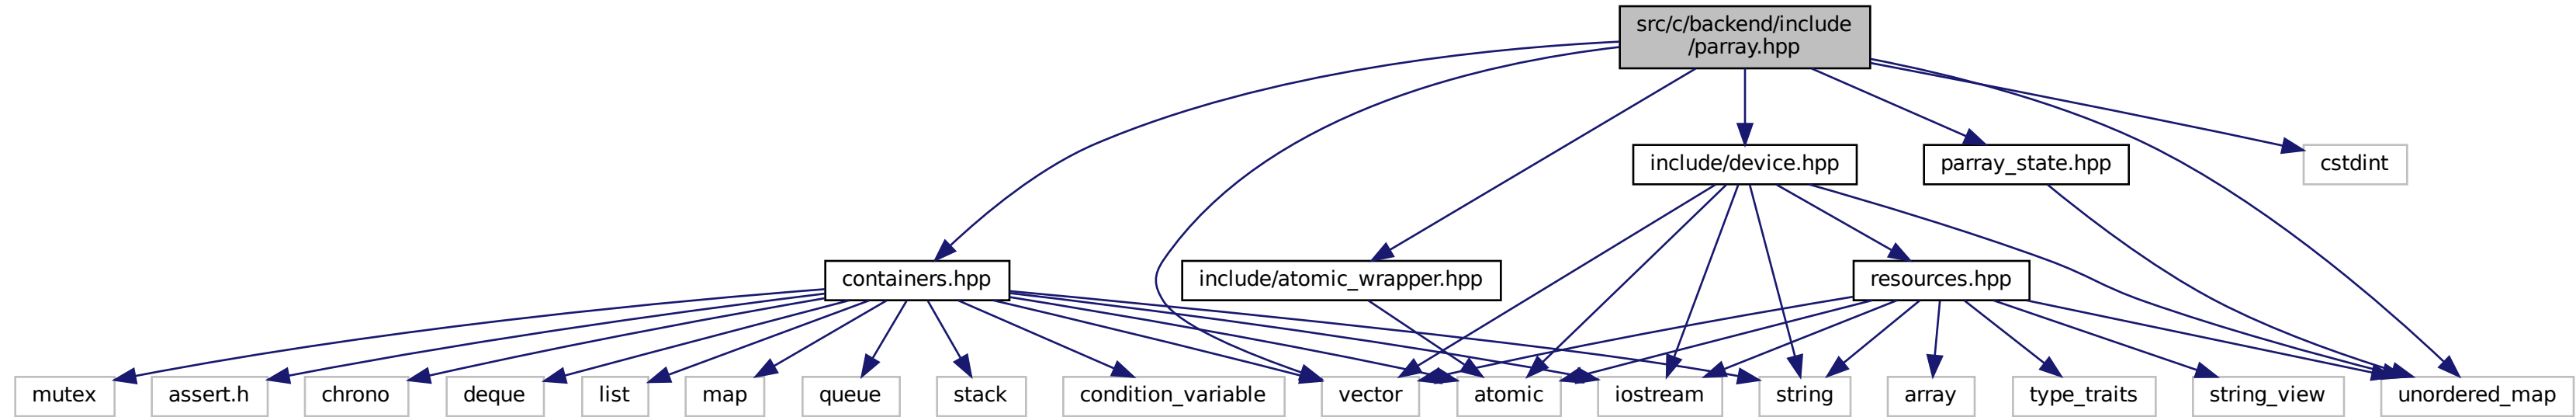 src/c/backend/include
/parray.hpp
include/device.hpp
parray_state.hpp
cstdint
containers.hpp
include/atomic_wrapper.hpp
resources.hpp
mutex
assert.h
chrono
deque
list
map
queue
stack
condition_variable
vector
atomic
iostream
string
array
type_traits
string_view
unordered_map